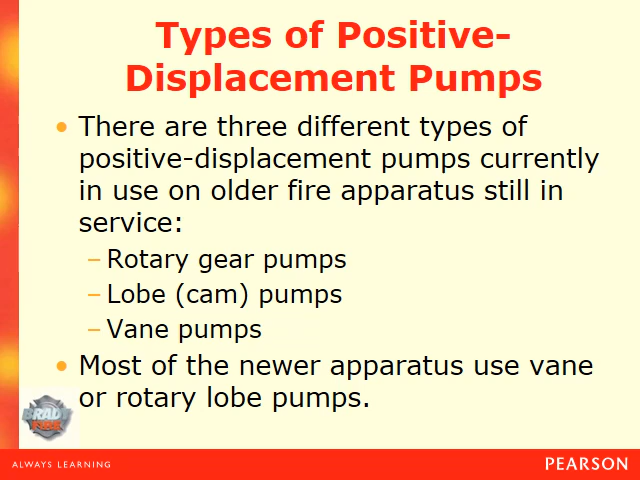 Types of Positive-
Displacement Pumps
• There are three different types of
positive-displacement pumps currently
in use on older fire apparatus still in
service:
– Rotary gear pumps
– Lobe (cam) pumps
– Vane pumps
• Most of the newer apparatus use vane
or rotary lobe pumps.
BRADY
FIRE
ALWAYS LEARNING
PEARSON